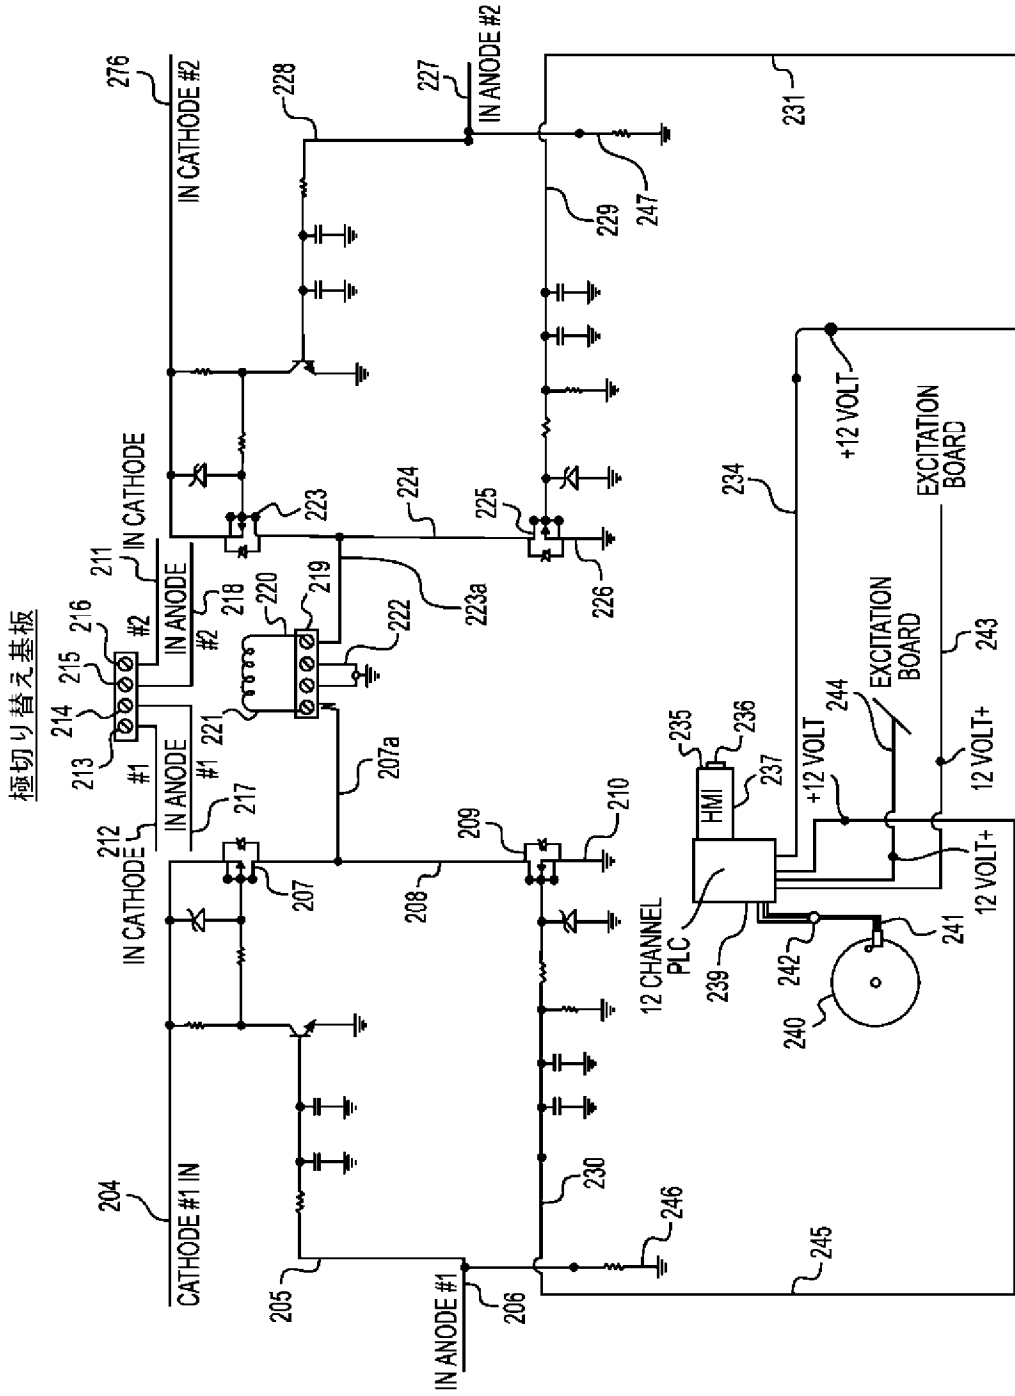 極切り替え基板
276
IN CATHODE #2
228
227
IN ANODE #2
231
229
247
211
IN CATHODE
216
215
214
213
#2
#1
IN ANODE
#2
218
IN ANODE
#1
217
212
IN CATHODE
220
219
221
222
223
223a
224
225
226
207a
207
208
209
210
204
CATHODE #1 IN
205
IN ANODE #1
206
230
246
245
234
+12 VOLT
EXCITATION
BOARD
243
EXCITATION
BOARD
244
+12 VOLT
12 VOLT+
12 VOLT+
235
236
237
HMI
12 CHANNEL
PLC
239
242
241
240